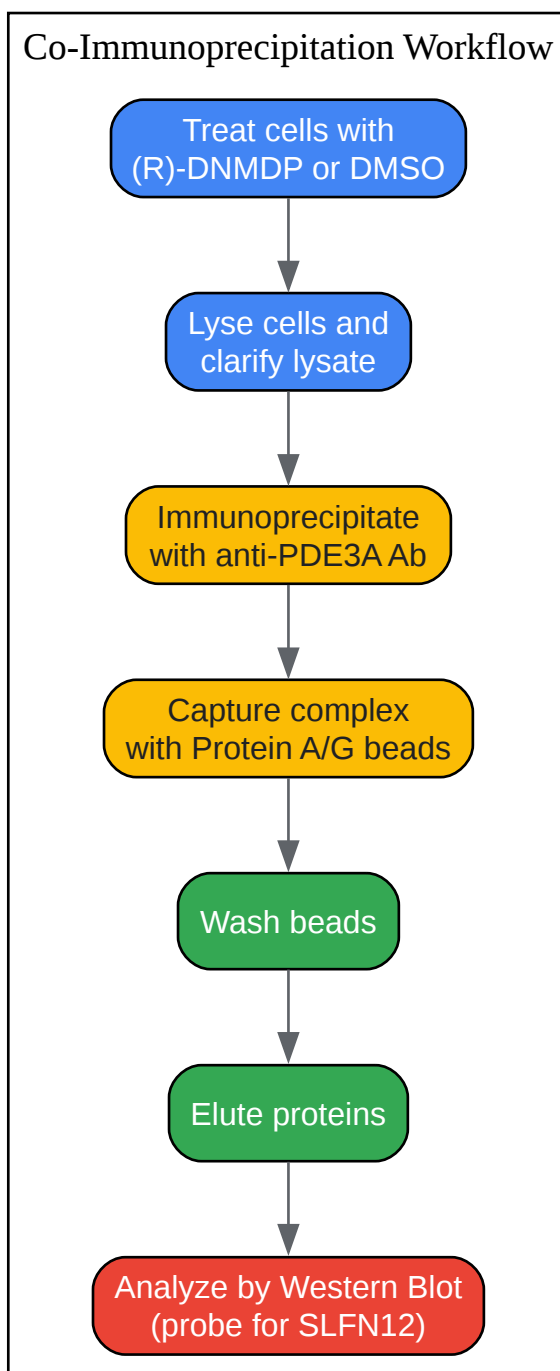 Co-Immunoprecipitation Workflow
Treat cells with
(R)-DNMDP or DMSO
Lyse cells and
clarify lysate
Immunoprecipitate
with anti-PDE3A Ab
Capture complex
with Protein A/G beads
Wash beads
Elute proteins
Analyze by Western Blot
(probe for SLFN12)